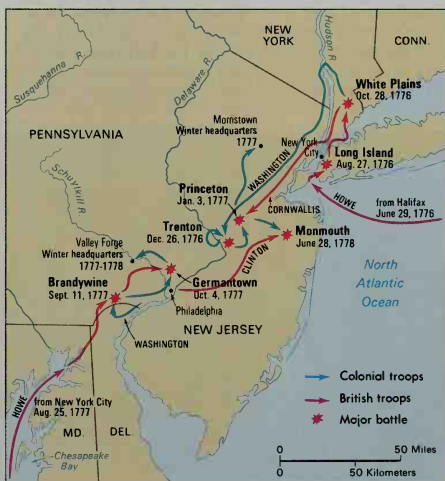 NEW
YORK
CONN.
Hudson R.
Susquehanna R.
Delaware R.
White Plains
Oct. 28, 1776
Morristown
Winter headquarters
1777
PENNSYLVANIA
New York
City
Long Island
Aug. 27, 1776
WASHINGTON
Schuylkill R.
Princeton
Jan. 3, 1777
CORNWALLIS
HOWE
from Halifax
June 29, 1776
Trenton
Dec. 26, 1776
Monmouth
June 28, 1778
Valley Forge
Winter headquarters
1777-1778
CLINTON
North
Atlantic
Ocean
Brandywine
Sept. 11, 1777
Germantown
Oct. 4, 1777
Philadelphia
NEW JERSEY
WASHINGTON
HOWE
from New York City
Aug. 25, 1777
MD.
DEL.
Chesapeake
Bay
Colonial troops
British troops
Major battle
0 50 Miles
0 50 Kilometers